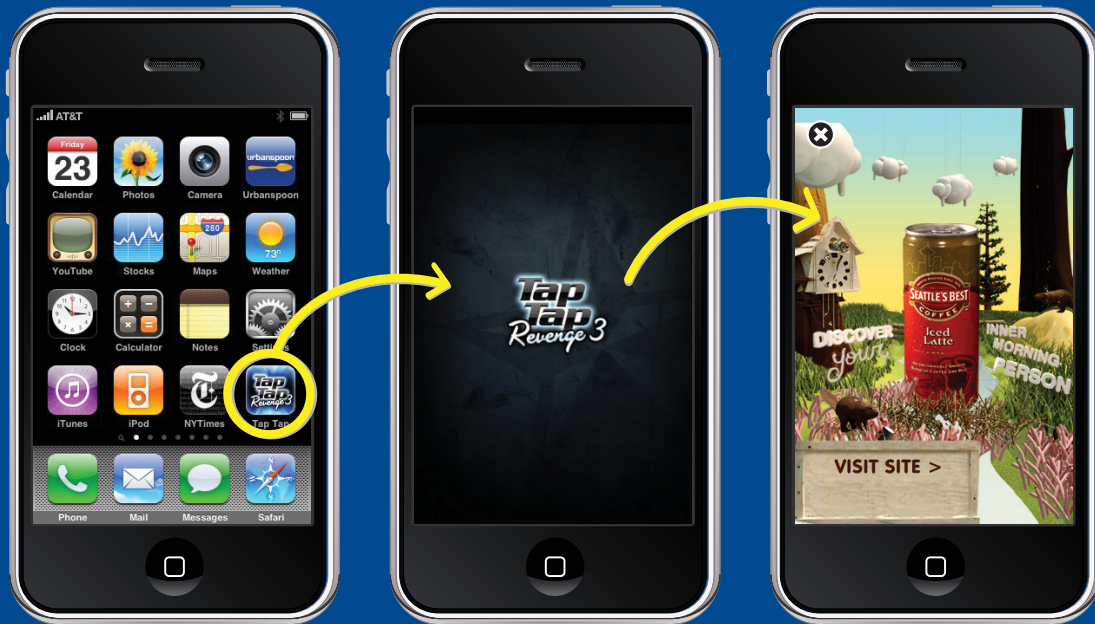 AT&T
Friday
23
Calendar
Photos
Camera
urbanspoon
Urbanspoon
YouTube
Stocks
280
Maps
73°
Weather
Clock
Calculator
Notes
Settings
iTunes
iPod
NYTimes
Tap
Tap
Revenge 3
Tap Tap
Phone
Mail
Messages
Safari
Tap
Tap
Revenge 3
SEATTLE'S BEST
COFFEE
Iced
Latte
DISCOVER
your
INNER
MORNING
PERSON
VISIT SITE >